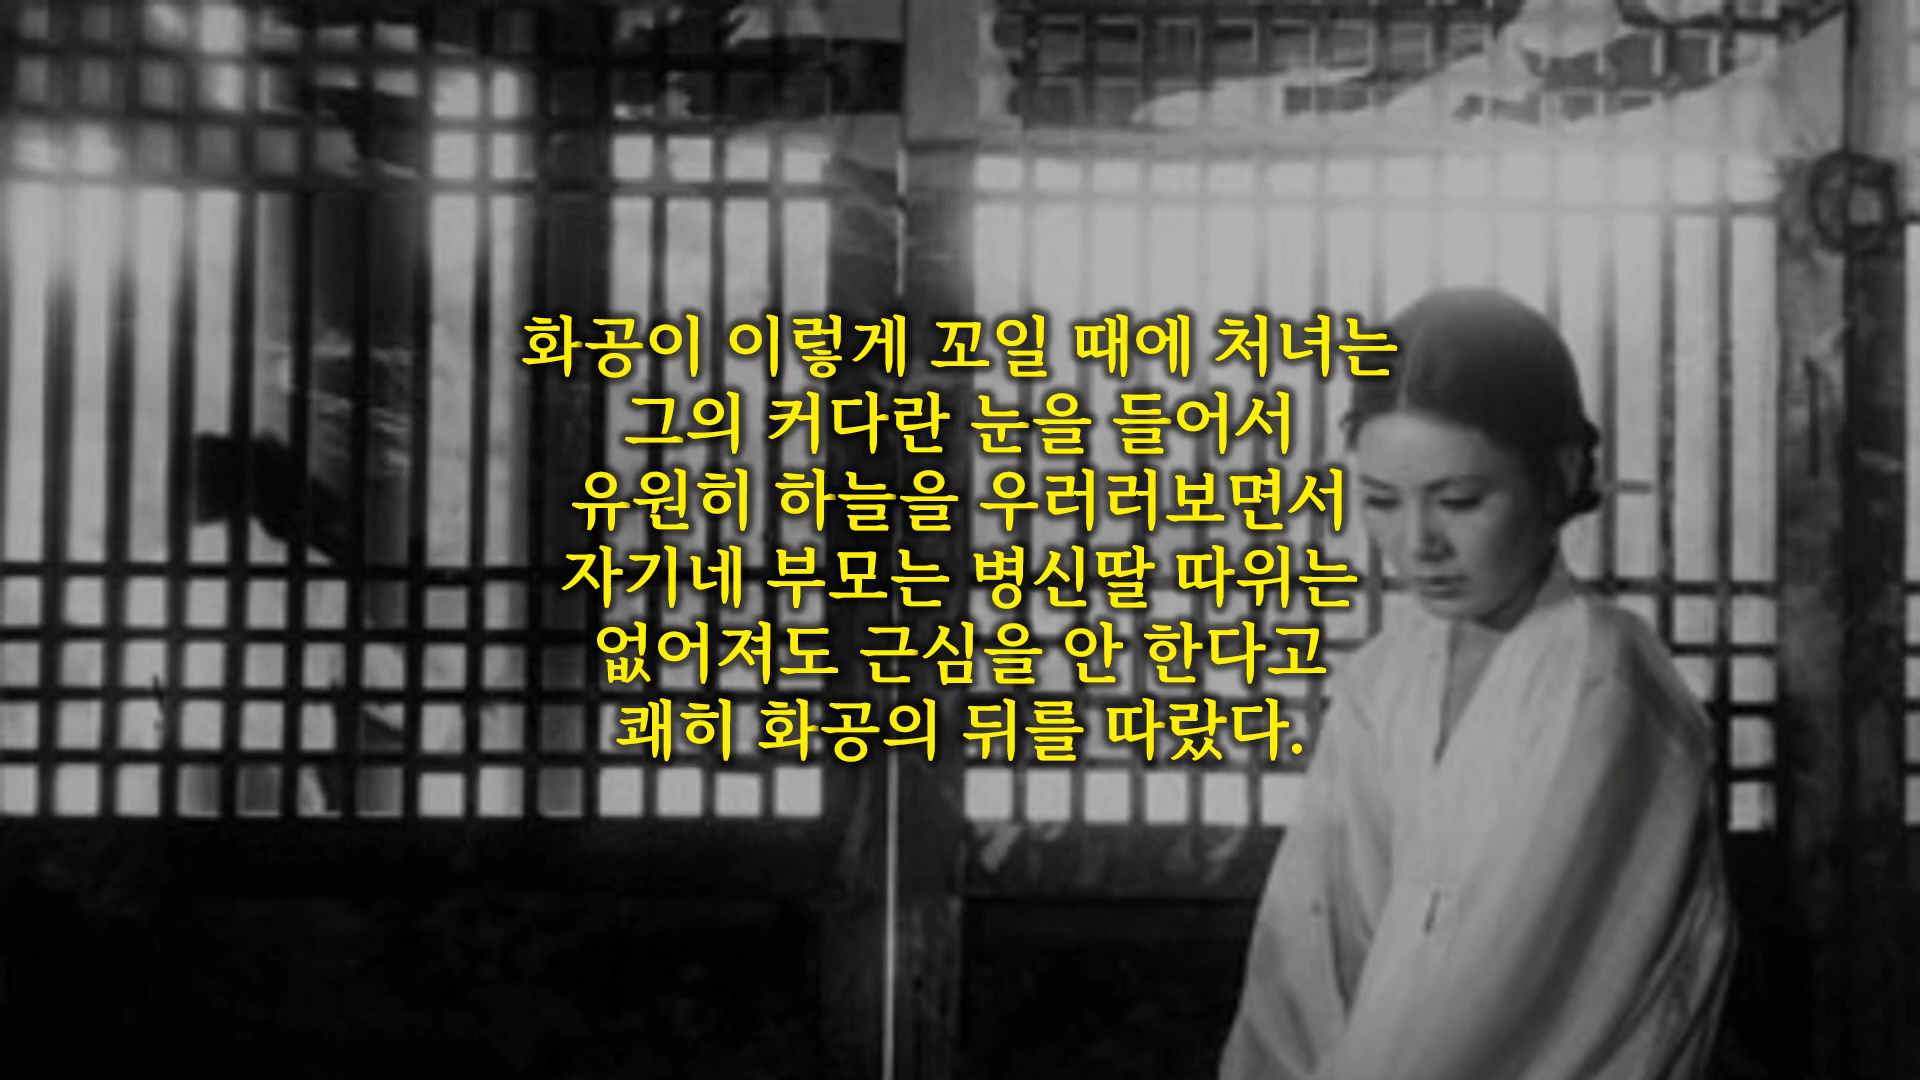 화공이 이렇게 꼬일 때에 처녀는
그의 커다란 눈을 들어서
유원히 하늘을 우러러보면서
자기네 부모는 병신딸 따위는
없어져도 근심을 안 한다고
쾌히 화공의 뒤를 따랐다.